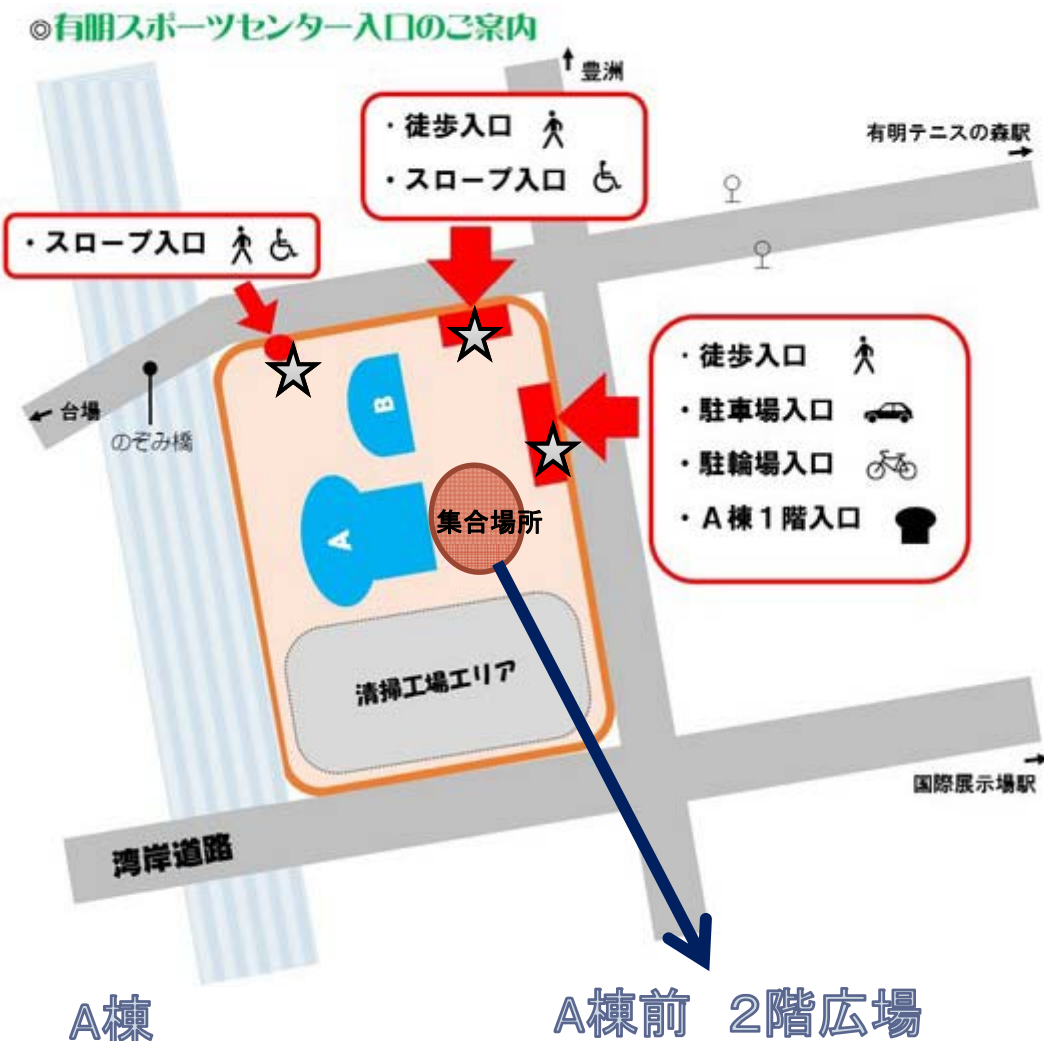 ◎有明スポーツセンター入口のご案内
↑豊洲
・徒歩入口
・スロープ入口
有明テニスの森駅
→
・スロープ入口
・徒歩入口
・駐車場入口
・駐輪場入口
・A棟1階入口
←台場
のぞみ橋
B
A
集合場所
清掃工場エリア
→
国際展示場駅
湾岸道路
A棟
A棟前 2階広場